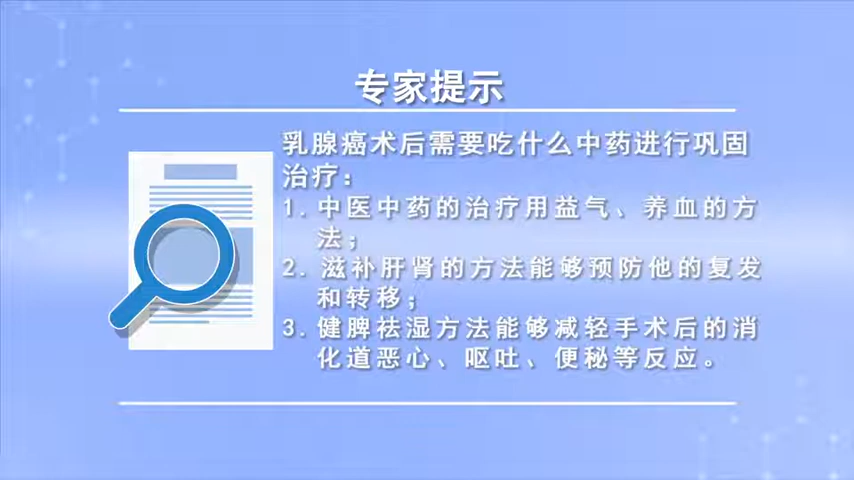 专家提示
乳腺癌术后需要吃什么中药进行巩固
治疗：
1. 中医中药的治疗用益气、养血的方
法；
2. 滋补肝肾的方法能够预防他的复发
和转移；
3. 健脾祛湿方法能够减轻手术后的消
化道恶心、呕吐、便秘等反应。